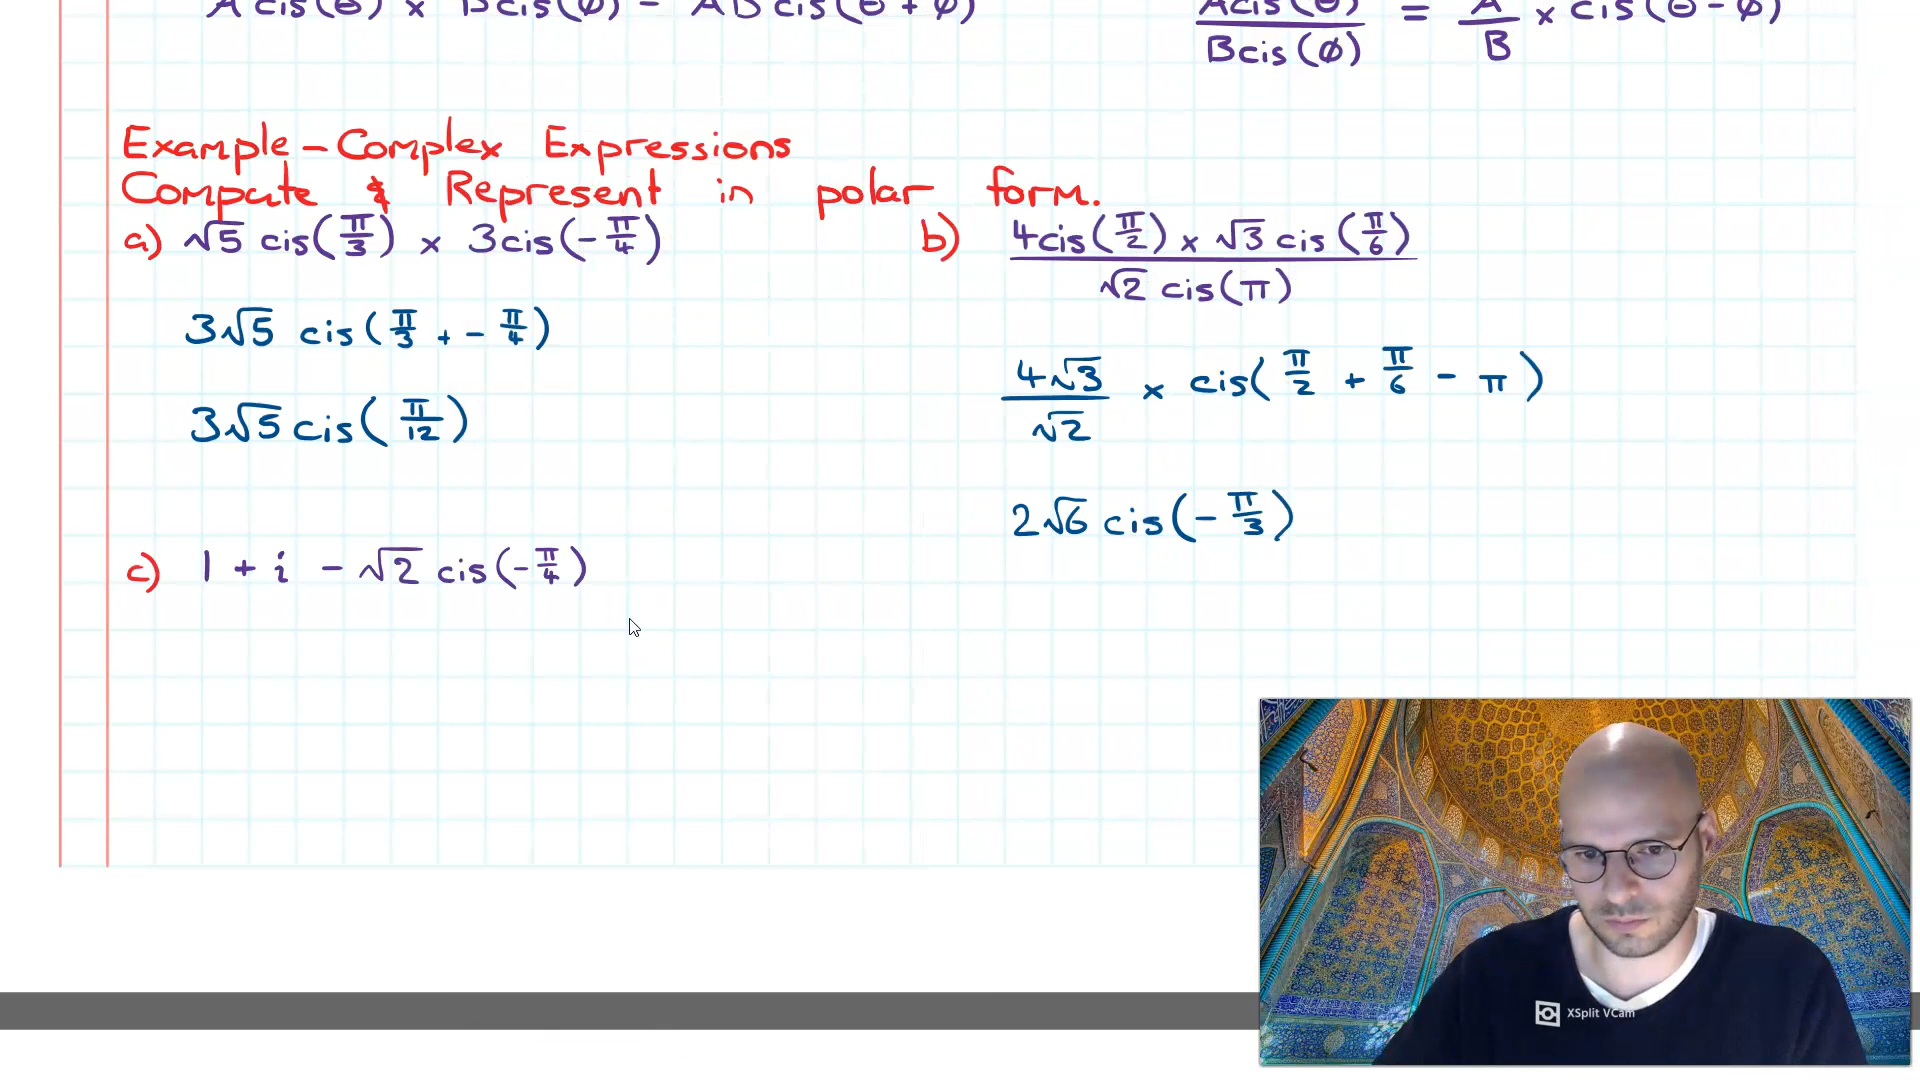 Acis(θ) × Bcis(ø) = AB cis(θ + ø)
Acis(θ)/Bcis(ø) = A/B × cis(θ - ø)
Example - Complex Expressions
Compute & Represent in polar form.
a) √5 cis(π/3) × 3cis(-π/4)
3√5 cis(π/3 + - π/4)
3√5 cis(π/12)
b) 4cis(π/2) × √3 cis(π/6)
√2 cis(π)
4√3/√2 × cis(π/2 + π/6 - π)
2√6 cis(-π/3)
c) 1 + i - √2 cis(-π/4)
XSplit VCam